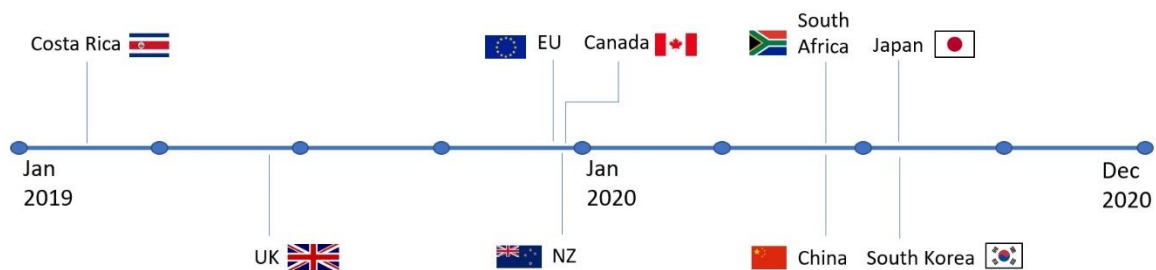 Costa Rica
EU
Canada
South
Africa
Japan
Jan
2019
Jan
2020
Dec
2020
UK
NZ
China
South Korea